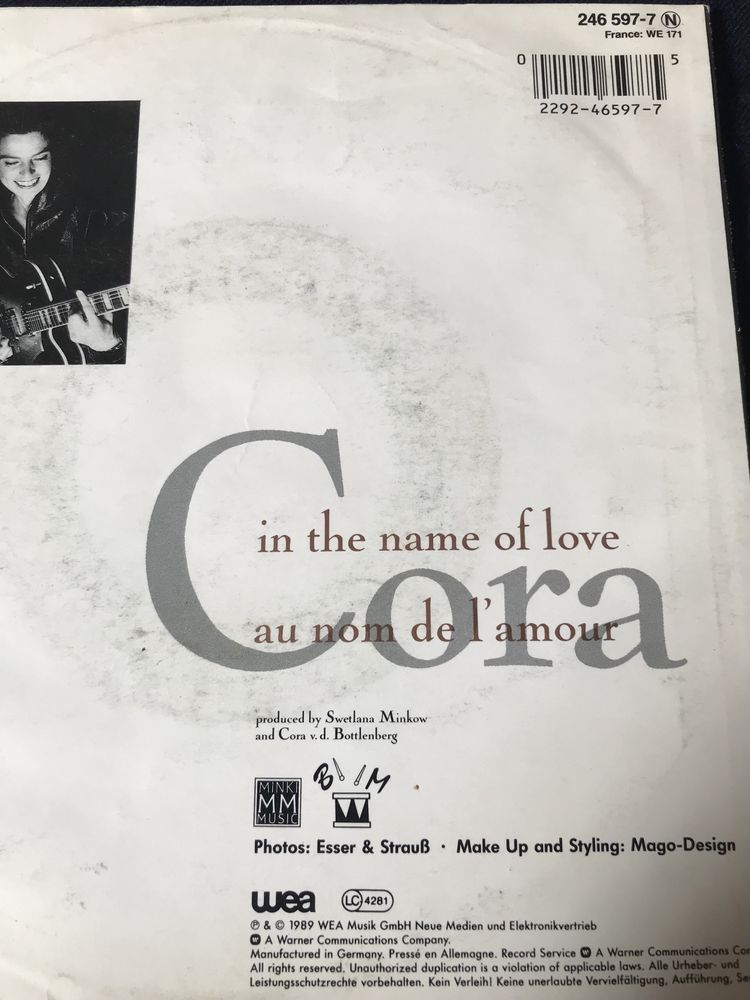 246 597-7 Ⓝ
France: WE 171
0 5
2292-46597-7
Cora
in the name of love
au nom de l'amour
produced by Swetlana Minkow
and Cora v. d. Bottlenberg
MINKI
MM
MUSIC
B M
Photos: Esser & Strauß · Make Up and Styling: Mago-Design
wea LC 4281
℗ & © 1989 WEA Musik GmbH Neue Medien und Elektronikvertrieb
A Warner Communications Company.
Manufactured in Germany. Pressé en Allemagne. Record Service A Warner Communications
All rights reserved. Unauthorized duplication is a violation of applicable laws. Alle Urheber- und
Leistungsschutzrechte vorbehalten. Kein Verleih! Keine unerlaubte Vervielfältigung, Aufführung,